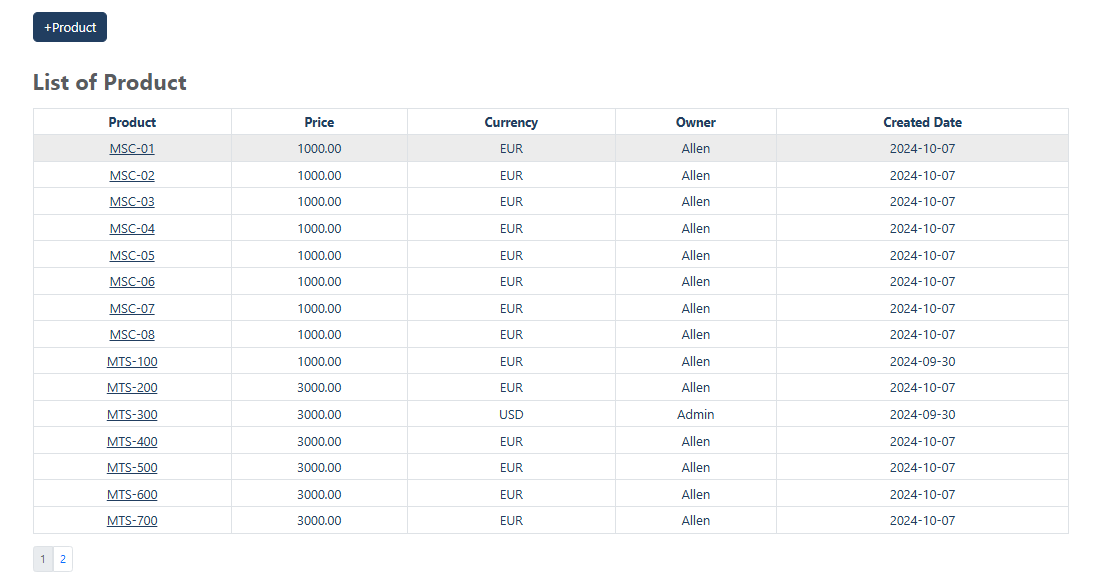 +Product
List of Product
Product Price Currency Owner Created Date
MSC-01 1000.00 EUR Allen 2024-10-07
MSC-02 1000.00 EUR Allen 2024-10-07
MSC-03 1000.00 EUR Allen 2024-10-07
MSC-04 1000.00 EUR Allen 2024-10-07
MSC-05 1000.00 EUR Allen 2024-10-07
MSC-06 1000.00 EUR Allen 2024-10-07
MSC-07 1000.00 EUR Allen 2024-10-07
MSC-08 1000.00 EUR Allen 2024-10-07
MTS-100 1000.00 EUR Allen 2024-09-30
MTS-200 3000.00 EUR Allen 2024-10-07
MTS-300 3000.00 USD Admin 2024-09-30
MTS-400 3000.00 EUR Allen 2024-10-07
MTS-500 3000.00 EUR Allen 2024-10-07
MTS-600 3000.00 EUR Allen 2024-10-07
MTS-700 3000.00 EUR Allen 2024-10-07
1 2